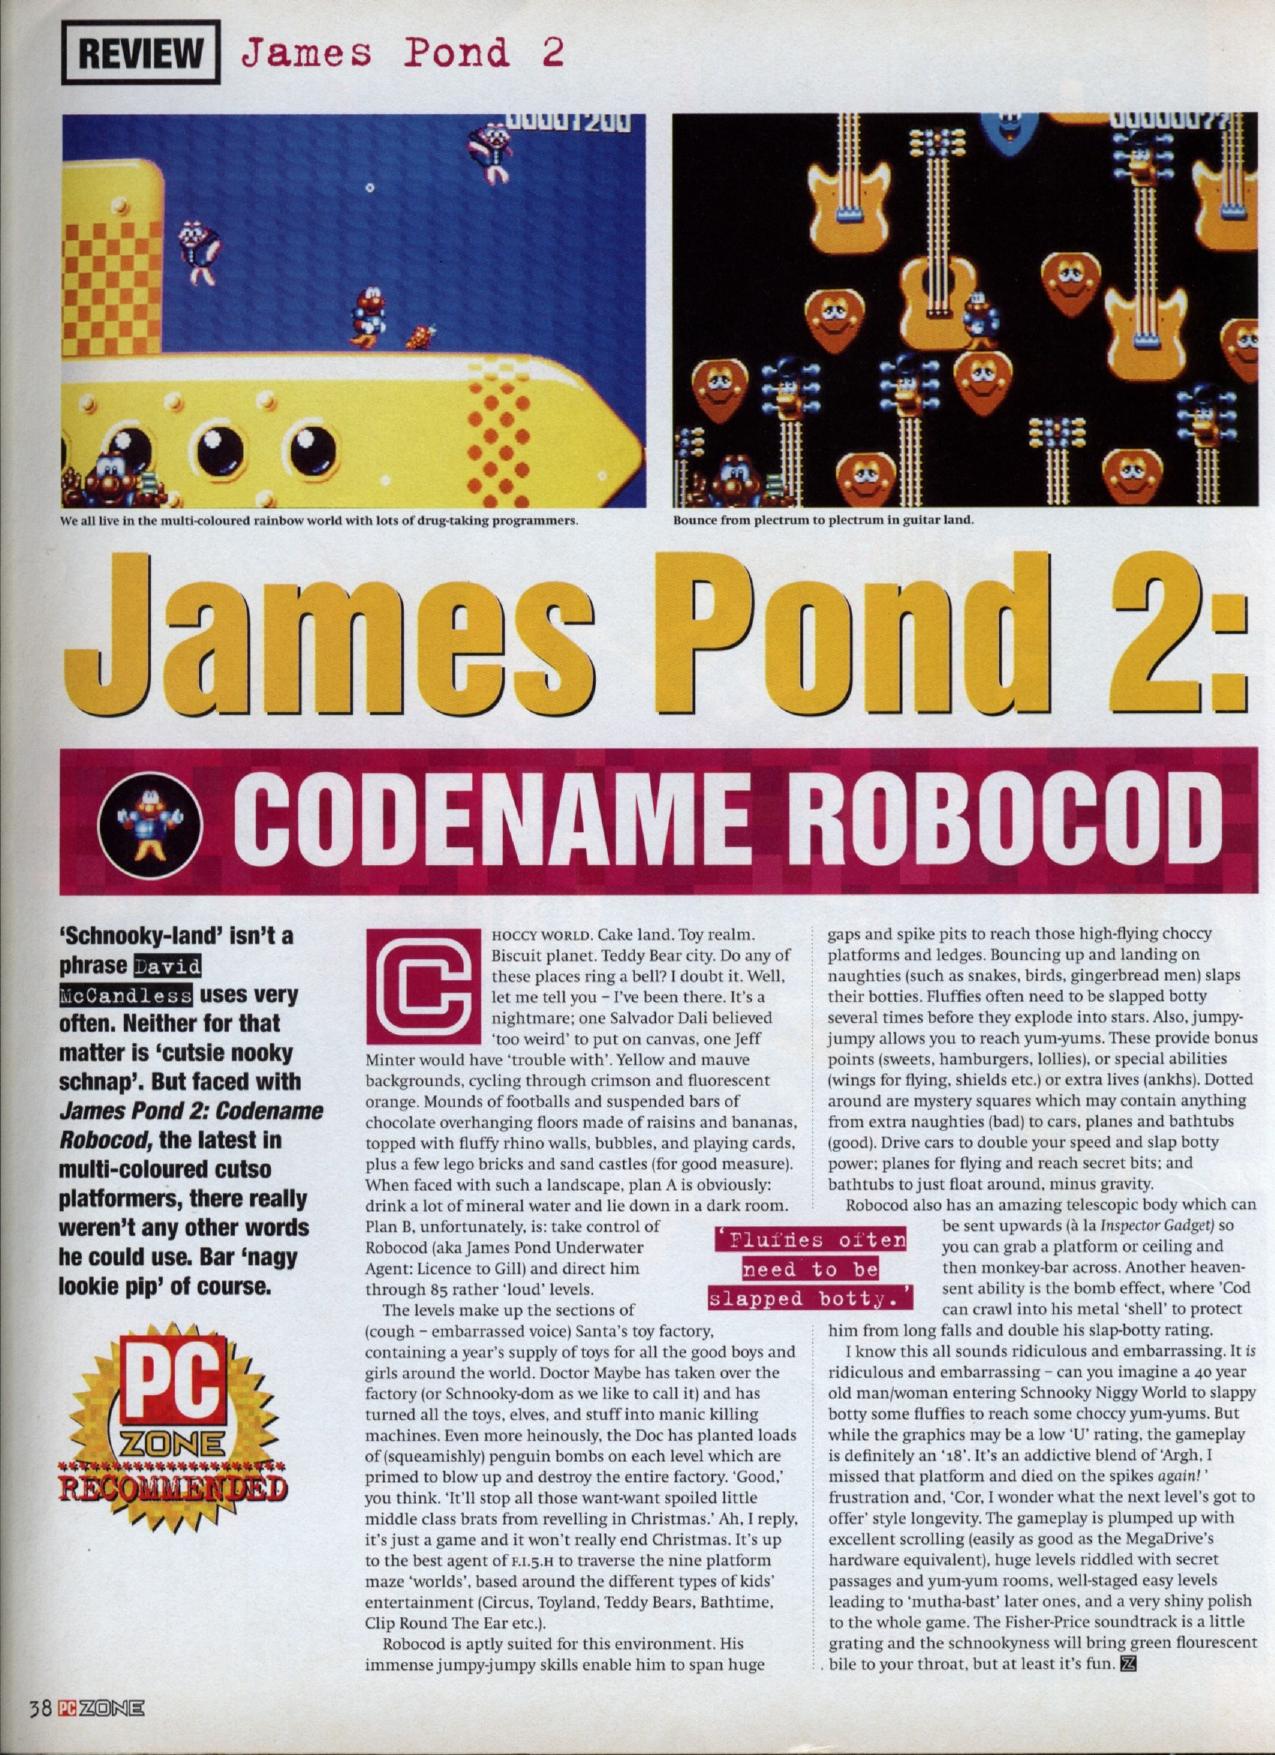 REVIEW James Pond 2
00001200
00000077
We all live in the multi-coloured rainbow world with lots of drug-taking programmers.
Bounce from plectrum to plectrum in guitar land.
James Pond 2:
CODENAME ROBOCOD
‘Schnooky-land’ isn’t a
phrase David
McCandless uses very
often. Neither for that
matter is ‘cutsie nooky
schnap’. But faced with
James Pond 2: Codename
Robocod, the latest in
multi-coloured cutso
platformers, there really
weren’t any other words
he could use. Bar ‘nagy
lookie pip’ of course.
PC
ZONE
RECOMMENDED
CHOCCY WORLD. Cake land. Toy realm.
Biscuit planet. Teddy Bear city. Do any of
these places ring a bell? I doubt it. Well,
let me tell you – I’ve been there. It’s a
nightmare; one Salvador Dali believed
‘too weird’ to put on canvas, one Jeff
Minter would have ‘trouble with’. Yellow and mauve
backgrounds, cycling through crimson and fluorescent
orange. Mounds of footballs and suspended bars of
chocolate overhanging floors made of raisins and bananas,
topped with fluffy rhino walls, bubbles, and playing cards,
plus a few lego bricks and sand castles (for good measure).
When faced with such a landscape, plan A is obviously:
drink a lot of mineral water and lie down in a dark room.
Plan B, unfortunately, is: take control of
Robocod (aka James Pond Underwater
Agent: Licence to Gill) and direct him
through 85 rather ‘loud’ levels.
The levels make up the sections of
(cough – embarrassed voice) Santa’s toy factory,
containing a year’s supply of toys for all the good boys and
girls around the world. Doctor Maybe has taken over the
factory (or Schnooky-dom as we like to call it) and has
turned all the toys, elves, and stuff into manic killing
machines. Even more heinously, the Doc has planted loads
of (squeamishly) penguin bombs on each level which are
primed to blow up and destroy the entire factory. ‘Good,’
you think. ‘It’ll stop all those want-want spoiled little
middle class brats from revelling in Christmas.’ Ah, I reply,
it’s just a game and it won’t really end Christmas. It’s up
to the best agent of F.I.5.H to traverse the nine platform
maze ‘worlds’, based around the different types of kids’
entertainment (Circus, Toyland, Teddy Bears, Bathtime,
Clip Round The Ear etc.).
Robocod is aptly suited for this environment. His
immense jumpy-jumpy skills enable him to span huge
‘Fluffies often
need to be
slapped botty.’
gaps and spike pits to reach those high-flying choccy
platforms and ledges. Bouncing up and landing on
naughties (such as snakes, birds, gingerbread men) slaps
their botties. Fluffies often need to be slapped botty
several times before they explode into stars. Also, jumpy-
jumpy allows you to reach yum-yums. These provide bonus
points (sweets, hamburgers, lollies), or special abilities
(wings for flying, shields etc.) or extra lives (ankhs). Dotted
around are mystery squares which may contain anything
from extra naughties (bad) to cars, planes and bathtubs
(good). Drive cars to double your speed and slap botty
power; planes for flying and reach secret bits; and
bathtubs to just float around, minus gravity.
Robocod also has an amazing telescopic body which can
be sent upwards (à la Inspector Gadget) so
you can grab a platform or ceiling and
then monkey-bar across. Another heaven-
sent ability is the bomb effect, where ’Cod
can crawl into his metal ‘shell’ to protect
him from long falls and double his slap-botty rating.
I know this all sounds ridiculous and embarrassing. It is
ridiculous and embarrassing – can you imagine a 40 year
old man/woman entering Schnooky Niggy World to slappy
botty some fluffies to reach some choccy yum-yums. But
while the graphics may be a low ‘U’ rating, the gameplay
is definitely an ‘18’. It’s an addictive blend of ‘Argh, I
missed that platform and died on the spikes again!’
frustration and, ‘Cor, I wonder what the next level’s got to
offer’ style longevity. The gameplay is plumped up with
excellent scrolling (easily as good as the MegaDrive’s
hardware equivalent), huge levels riddled with secret
passages and yum-yum rooms, well-staged easy levels
leading to ‘mutha-bast’ later ones, and a very shiny polish
to the whole game. The Fisher-Price soundtrack is a little
grating and the schnookyness will bring green flourescent
bile to your throat, but at least it’s fun. Z
38 PC ZONE